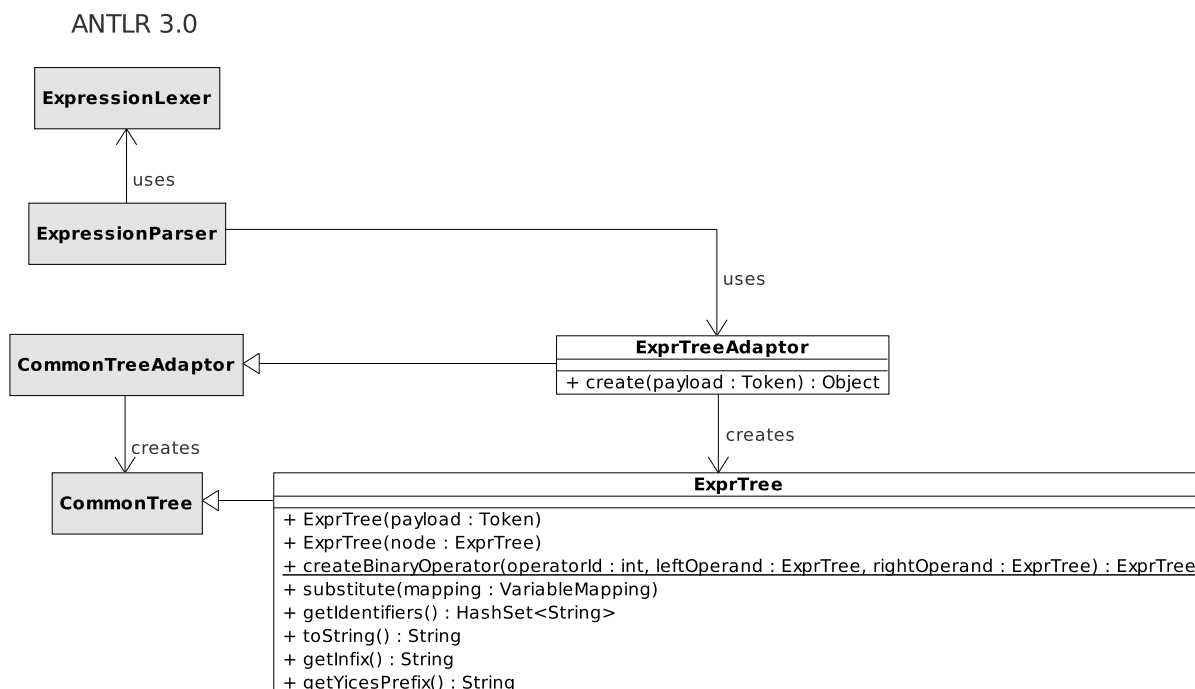 ANTLR 3.0
ExpressionLexer
uses
ExpressionParser
uses
ExprTreeAdaptor
CommonTreeAdaptor
+ create(payload : Token) : Object
creates
creates
CommonTree
ExprTree
+ ExprTree(payload : Token)
+ ExprTree(node : ExprTree)
+ createBinaryOperator(operatorId : int, leftOperand : ExprTree, rightOperand : ExprTree) : ExprTree
+ substitute(mapping : VariableMapping)
+ getIdentifiers() : HashSet<String>
+ toString() : String
+ getInfix() : String
+ getYicesPrefix() : String